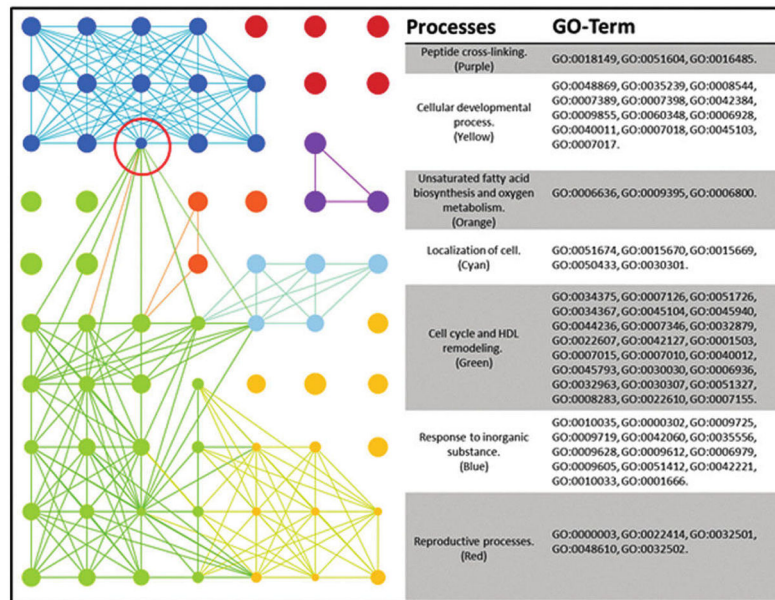 Processes GO-Term
Peptide cross-linking.
(Purple)
GO:0018149, GO:0051604, GO:0016485.
Cellular developmental
process.
(Yellow)
GO:0048869, GO:0035239, GO:0008544,
GO:0007389, GO:0007398, GO:0042384,
GO:0009855, GO:0060348, GO:0006928,
GO:0040011, GO:0007018, GO:0045103,
GO:0007017.
Unsaturated fatty acid
biosynthesis and oxygen
metabolism.
(Orange)
GO:0006636, GO:0009395, GO:0006800.
Localization of cell.
(Cyan)
GO:0051674, GO:0015670, GO:0015669,
GO:0050433, GO:0030301.
Cell cycle and HDL
remodeling.
(Green)
GO:0034375, GO:0007126, GO:0051726,
GO:0034367, GO:0045104, GO:0045940,
GO:0044236, GO:0007346, GO:0032879,
GO:0022607, GO:0042127, GO:0001503,
GO:0007015, GO:0007010, GO:0040012,
GO:0045793, GO:0030030, GO:0006936,
GO:0032963, GO:0030307, GO:0051327,
GO:0008283, GO:0022610, GO:0007155.
Response to inorganic
substance.
(Blue)
GO:0010035, GO:0000302, GO:0009725,
GO:0009719, GO:0042060, GO:0035556,
GO:0009628, GO:0009612, GO:0006979,
GO:0009605, GO:0051412, GO:0042221,
GO:0010033, GO:0001666.
Reproductive processes.
(Red)
GO:0000003, GO:0022414, GO:0032501,
GO:0048610, GO:0032502.